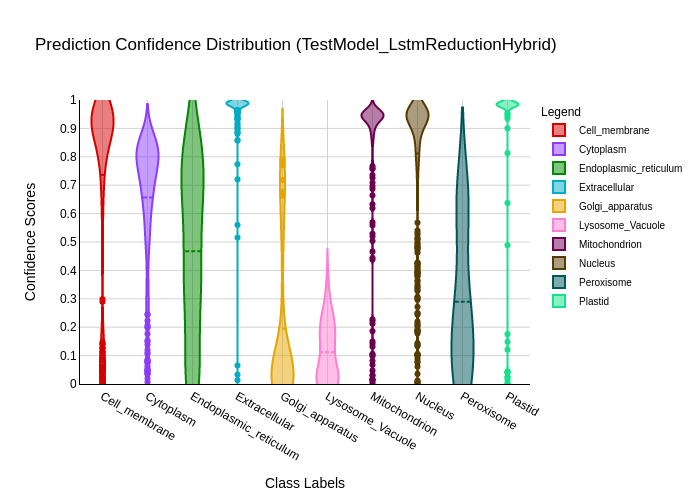 Prediction Confidence Distribution (TestModel_LstmReductionHybrid)
Legend
Cell_membrane
Cytoplasm
Endoplasmic_reticulum
Extracellular
Golgi_apparatus
Lysosome_Vacuole
Mitochondrion
Nucleus
Peroxisome
Plastid
Confidence Scores
1
0.9
0.8
0.7
0.6
0.5
0.4
0.3
0.2
0.1
0
Cell_membrane
Cytoplasm
Endoplasmic_reticulum
Extracellular
Golgi_apparatus
Lysosome_Vacuole
Mitochondrion
Nucleus
Peroxisome
Plastid
Class Labels